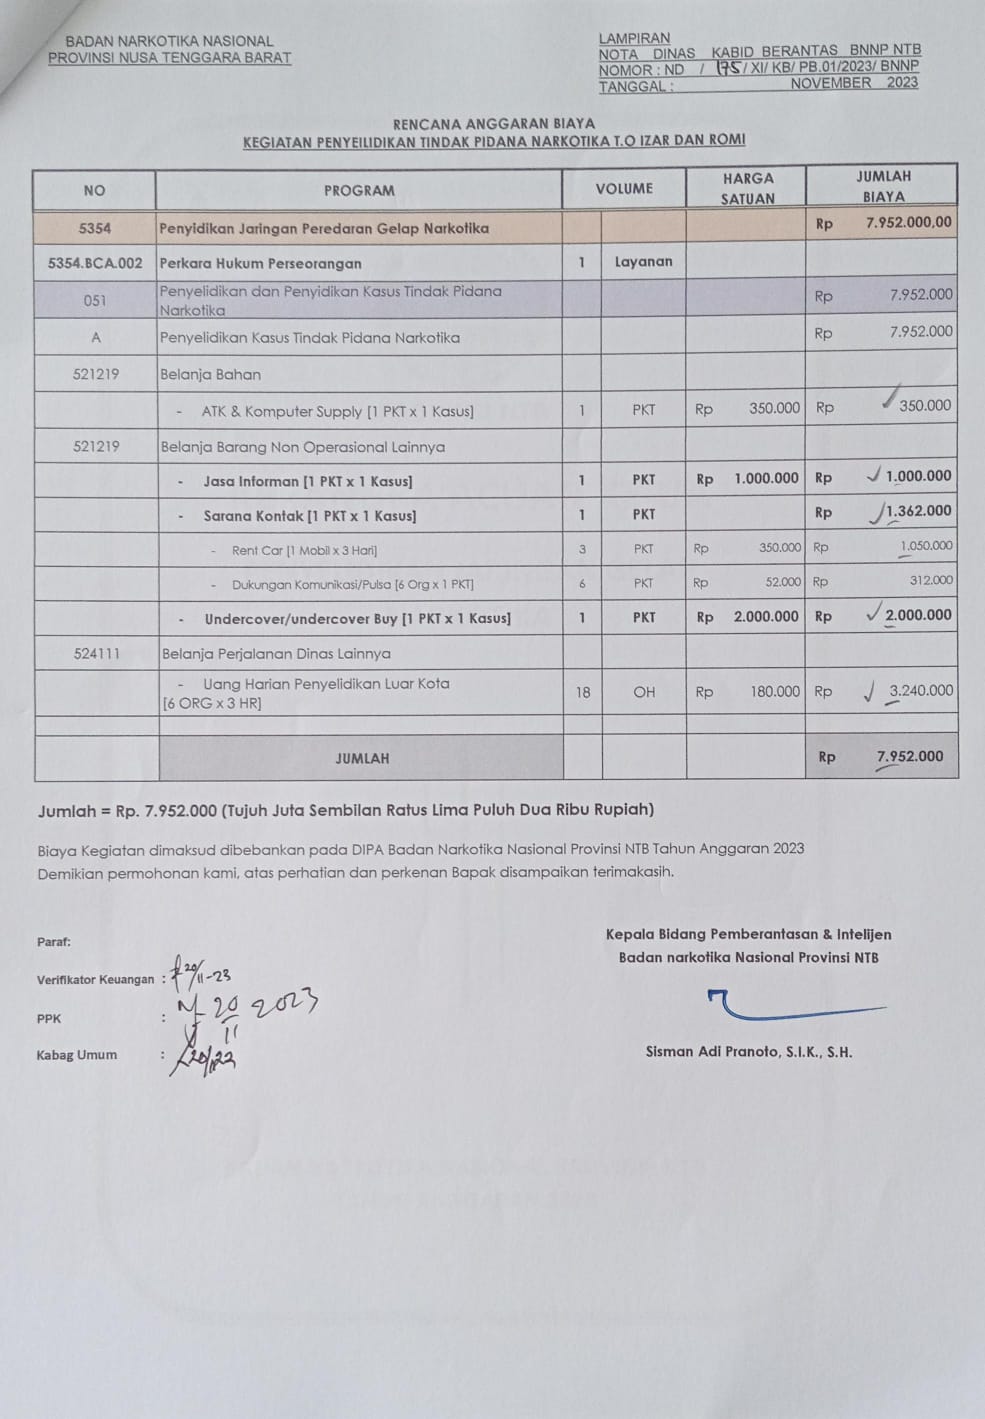 BADAN NARKOTIKA NASIONAL
PROVINSI NUSA TENGGARA BARAT
LAMPIRAN
NOTA DINAS KABID BERANTAS BNNP NTB
NOMOR : ND / 175 / XI/ KB/ PB.01/2023/ BNNP
TANGGAL : NOVEMBER 2023
RENCANA ANGGARAN BIAYA
KEGIATAN PENYEILIDIKAN TINDAK PIDANA NARKOTIKA T.O IZAR DAN ROMI
NO PROGRAM VOLUME HARGA SATUAN JUMLAH BIAYA
5354 Penyidikan Jaringan Peredaran Gelap Narkotika Rp 7.952.000,00
5354.BCA.002 Perkara Hukum Perseorangan 1 Layanan
051 Penyelidikan dan Penyidikan Kasus Tindak Pidana Narkotika Rp 7.952.000
A Penyelidikan Kasus Tindak Pidana Narkotika Rp 7.952.000
521219 Belanja Bahan
- ATK & Komputer Supply [1 PKT x 1 Kasus] 1 PKT Rp 350.000 Rp 350.000
521219 Belanja Barang Non Operasional Lainnya
- Jasa Informan [1 PKT x 1 Kasus] 1 PKT Rp 1.000.000 Rp 1.000.000
- Sarana Kontak [1 PKT x 1 Kasus] 1 PKT Rp 1.362.000
- Rent Car [1 Mobil x 3 Hari] 3 PKT Rp 350.000 Rp 1.050.000
- Dukungan Komunikasi/Pulsa [6 Org x 1 PKT] 6 PKT Rp 52.000 Rp 312.000
- Undercover/undercover Buy [1 PKT x 1 Kasus] 1 PKT Rp 2.000.000 Rp 2.000.000
524111 Belanja Perjalanan Dinas Lainnya
- Uang Harian Penyelidikan Luar Kota
[6 ORG x 3 HR] 18 OH Rp 180.000 Rp 3.240.000
JUMLAH Rp 7.952.000
Jumlah = Rp. 7.952.000 (Tujuh Juta Sembilan Ratus Lima Puluh Dua Ribu Rupiah)
Biaya Kegiatan dimaksud dibebankan pada DIPA Badan Narkotika Nasional Provinsi NTB Tahun Anggaran 2023
Demikian permohonan kami, atas perhatian dan perkenan Bapak disampaikan terimakasih.
Paraf:
Verifikator Keuangan : 20/11-23
PPK : 20/11 2023
Kabag Umum :
Kepala Bidang Pemberantasan & Intelijen
Badan narkotika Nasional Provinsi NTB
Sisman Adi Pranoto, S.I.K., S.H.